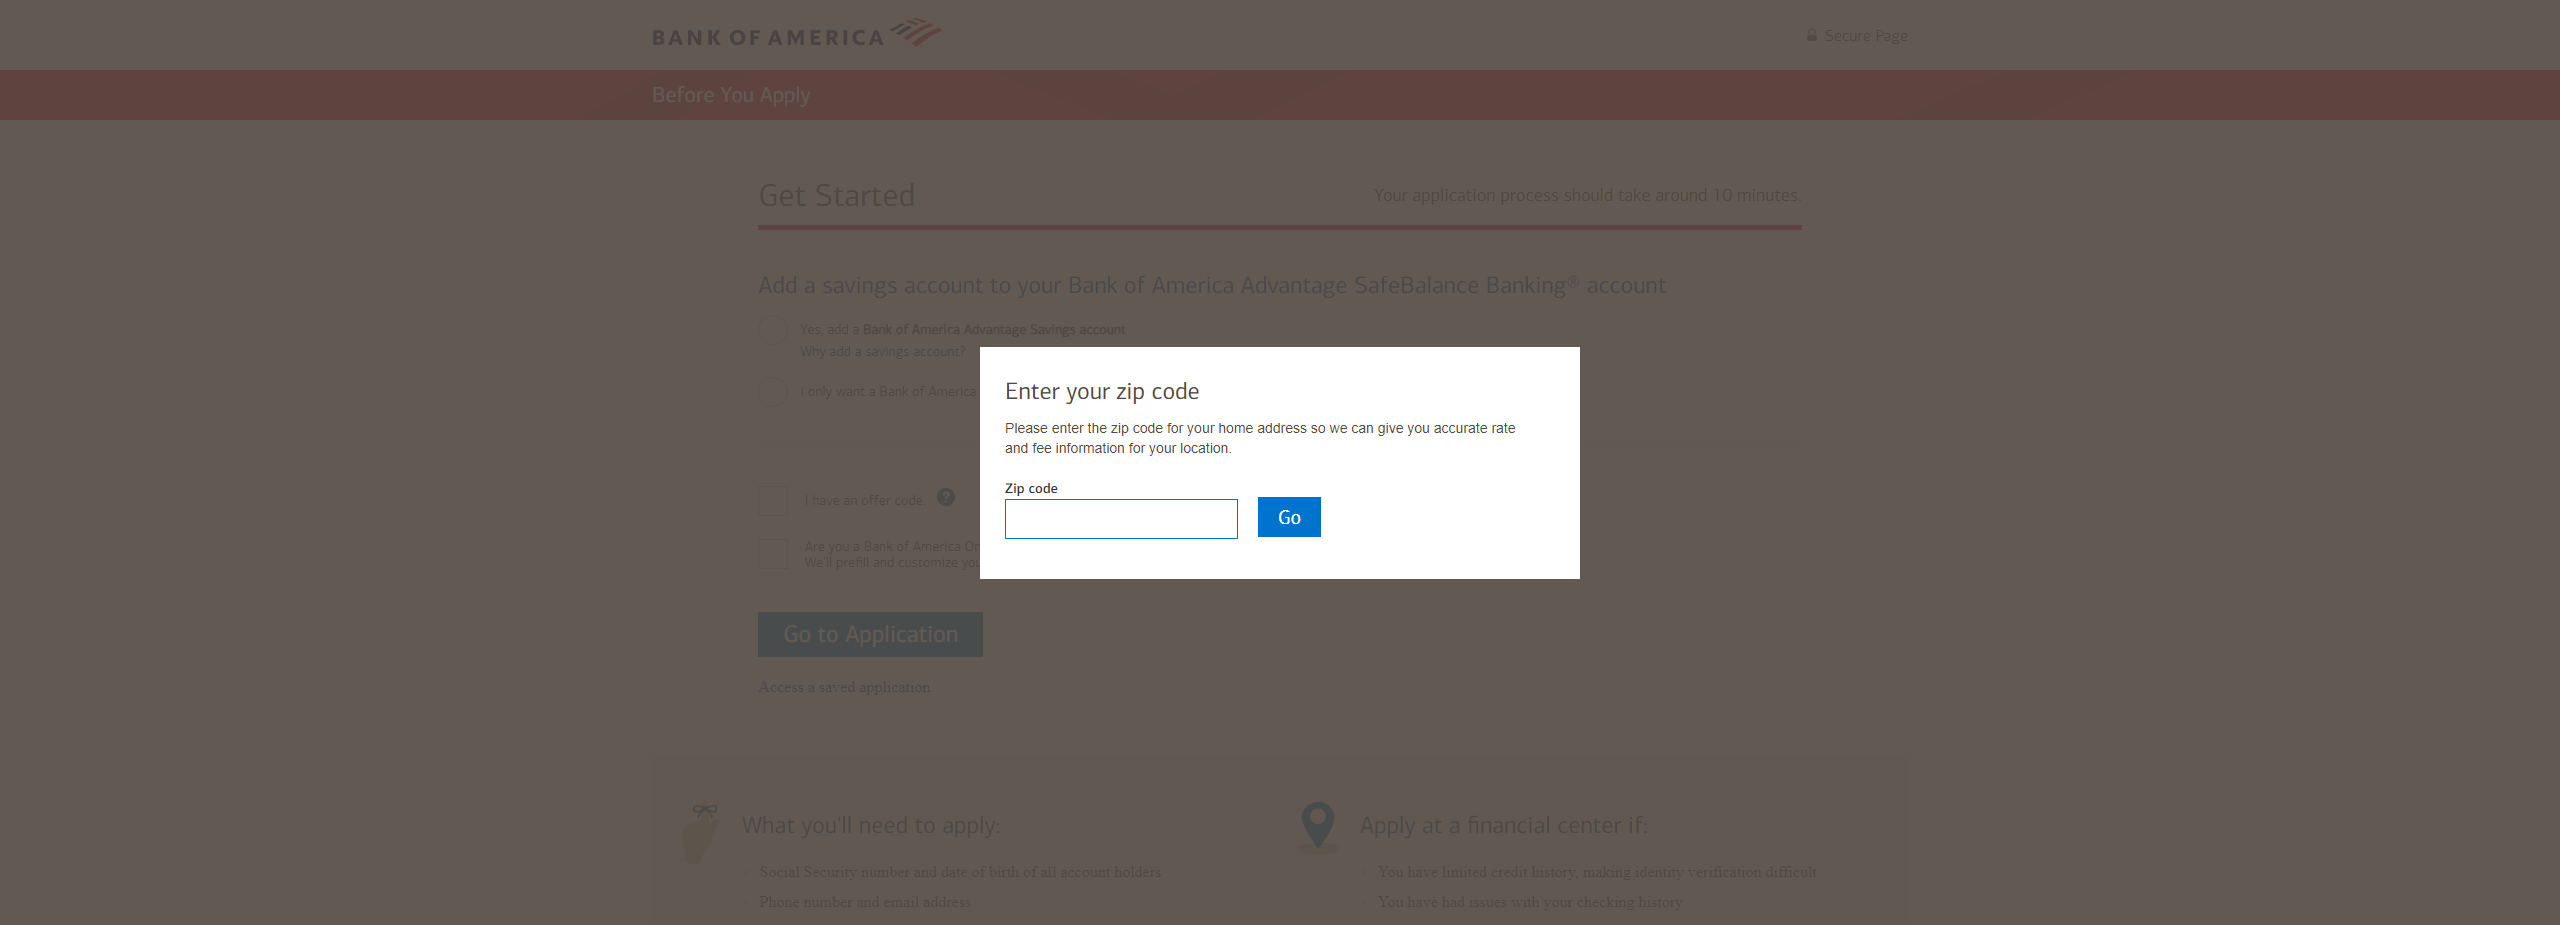 BANK OF AMERICA
Secure Page
Before You Apply
Get Started
Your application process should take around 10 minutes.
Add a savings account to your Bank of America Advantage SafeBalance Banking® account
Yes, add a Bank of America Advantage Savings account
Why add a savings account?
I only want a Bank of America
Enter your zip code
Please enter the zip code for your home address so we can give you accurate rate
and fee information for your location.
Zip code
Go
I have an offer code.
?
Are you a Bank of America
We'll prefill and customize
Go to Application
Access a saved application
What you'll need to apply:
Social Security number and date of birth of all account holders
Phone number and email address
Apply at a financial center if:
You have limited credit history, making identity verification difficult
You have had issues with your checking history